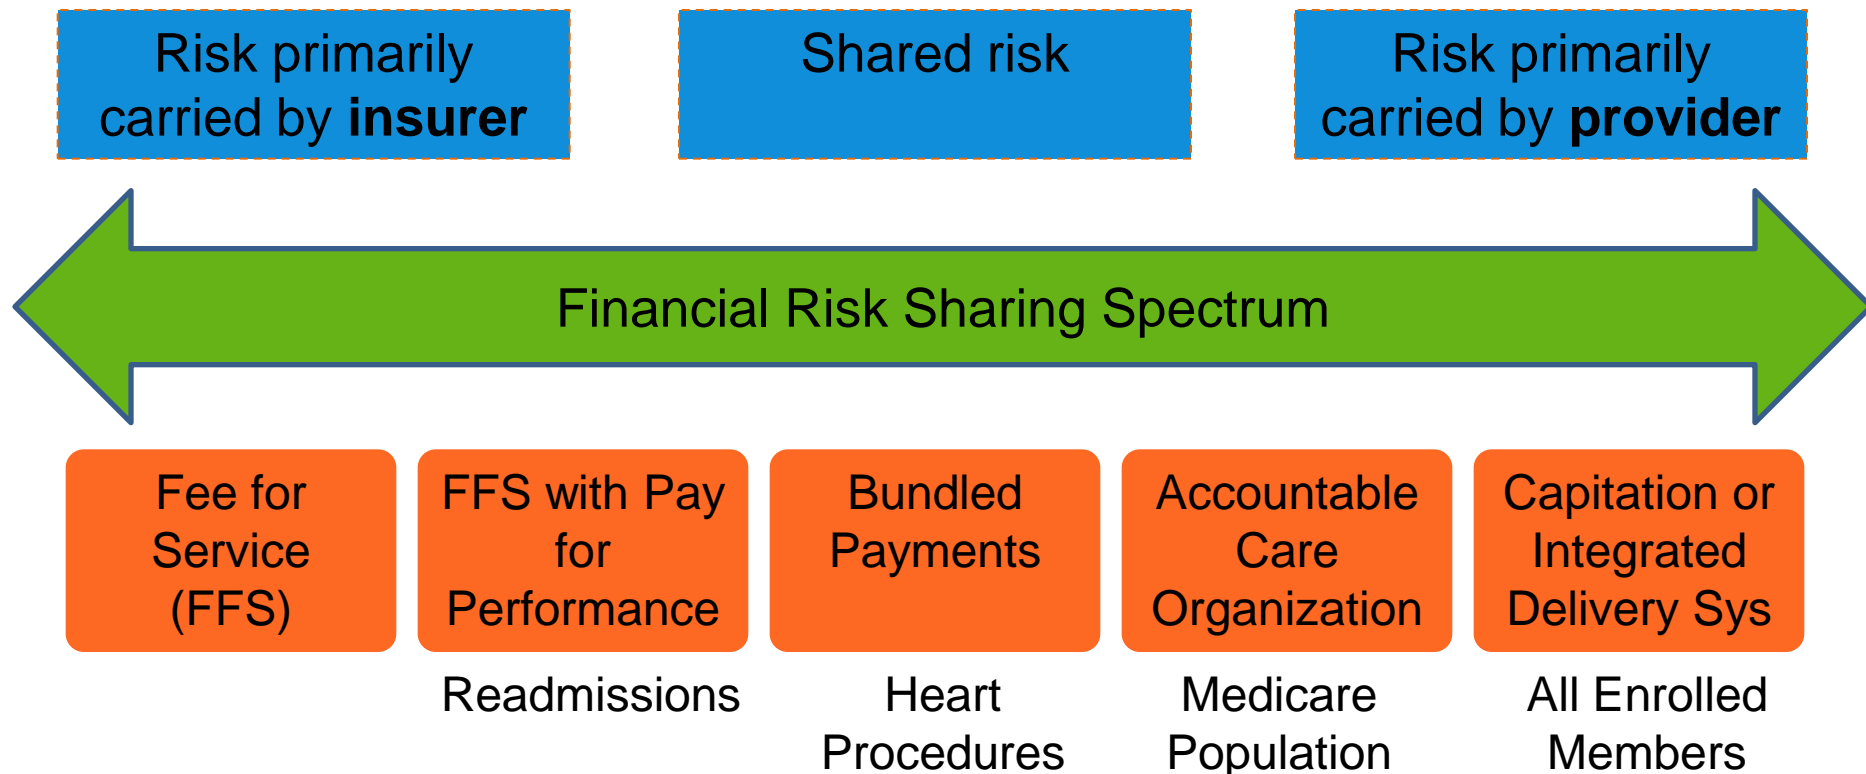 Risk primarily
carried by insurer
Shared risk
Risk primarily
carried by provider
Financial Risk Sharing Spectrum
Fee for
Service
(FFS)
FFS with Pay
for
Performance
Bundled
Payments
Accountable
Care
Organization
Capitation or
Integrated
Delivery Sys
Readmissions
Heart
Procedures
Medicare
Population
All Enrolled
Members